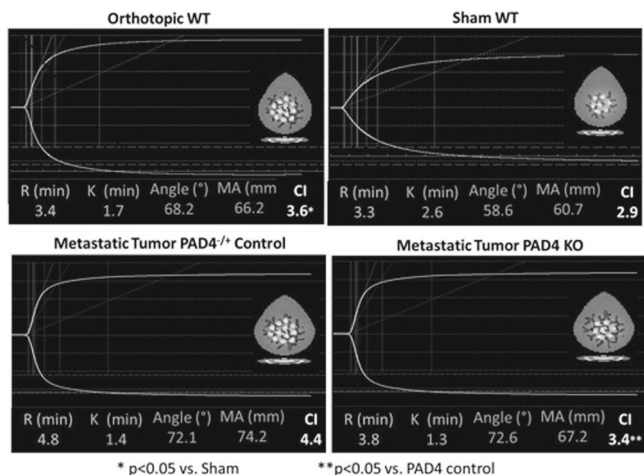 Orthotopic WT
Sham WT
R (min) K (min) Angle (°) MA (mm CI
3.4 1.7 68.2 66.2 3.6*
R (min) K (min) Angle (°) MA (mm) CI
3.3 2.6 58.6 60.7 2.9
Metastatic Tumor PAD4-/+ Control
Metastatic Tumor PAD4 KO
R (min) K (min) Angle (°) MA (mm) CI
4.8 1.4 72.1 74.2 4.4
R (min) K (min) Angle (°) MA (mm) CI
3.8 1.3 72.6 67.2 3.4**
* p<0.05 vs. Sham
**p<0.05 vs. PAD4 control